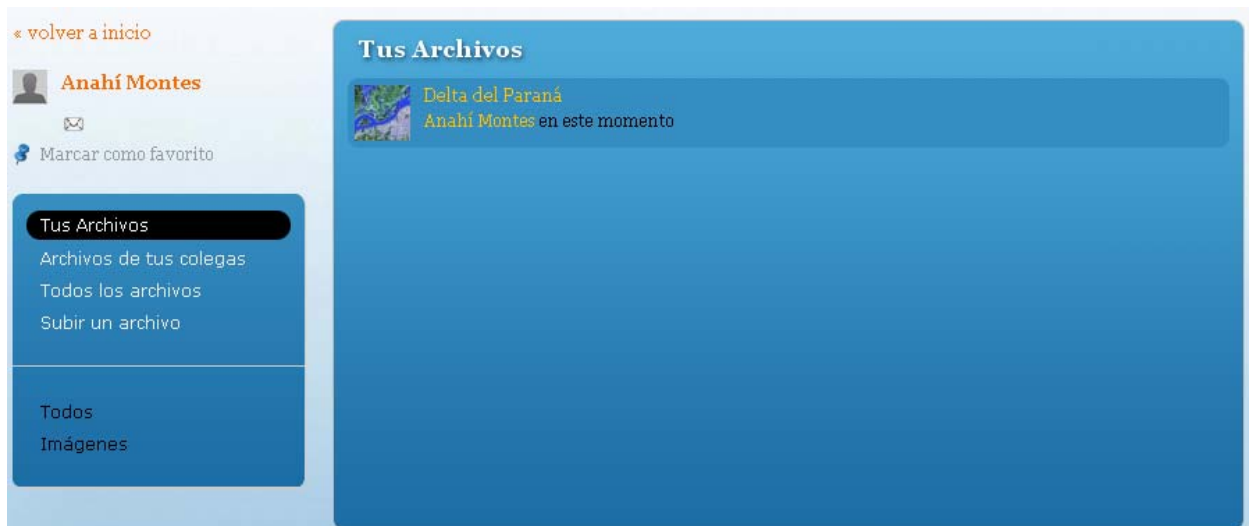 « volver a inicio
Anahí Montes
Marcar como favorito
Tus Archivos
Archivos de tus colegas
Todos los archivos
Subir un archivo
Todos
Imágenes
Tus Archivos
Delta del Paraná
Anahí Montes en este momento